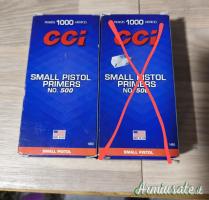 1000
CCI
SMALL PISTOL
PRIMERS
NO. 500
SMALL PISTOL
1000
CCI
SMALL PISTOL
PRIMERS
NO. 500
SMALL PISTOL
Armiusate.it